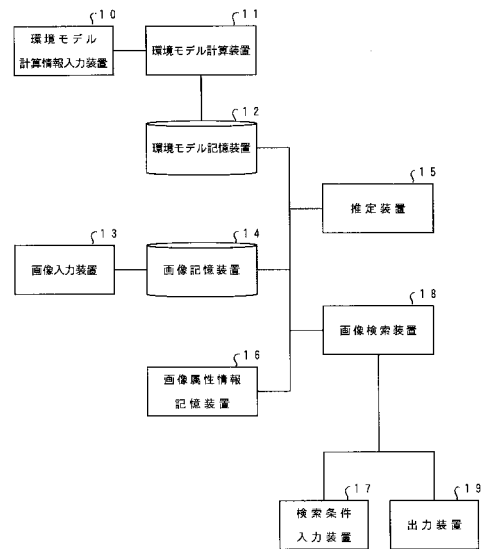 10
環境モデル
計算情報入力装置
11
環境モデル計算装置
12
環境モデル記憶装置
15
推定装置
13
画像入力装置
14
画像記憶装置
18
画像検索装置
16
画像属性情報
記憶装置
17
検索条件
入力装置
19
出力装置